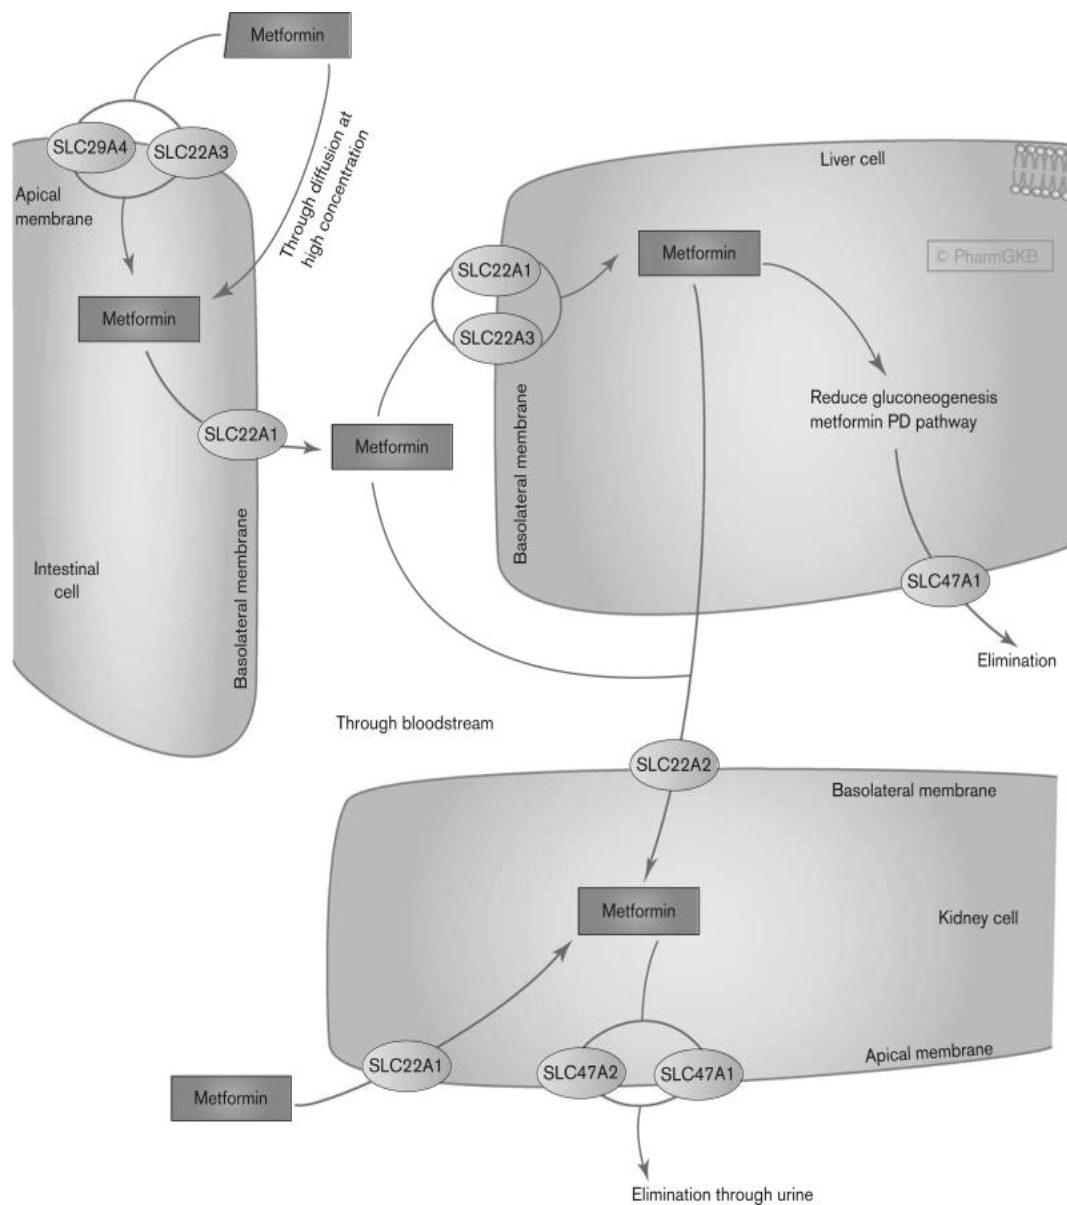 Metformin
SLC29A4
SLC22A3
Through diffusion at
high concentration
Apical
membrane
Metformin
SLC22A1
Basolateral membrane
Intestinal
cell
Metformin
Liver cell
© PharmGKB
SLC22A1
SLC22A3
Basolateral membrane
Metformin
Reduce gluconeogenesis
metformin PD pathway
SLC47A1
Elimination
Through bloodstream
SLC22A2
Basolateral membrane
Metformin
Kidney cell
Apical membrane
SLC22A1
SLC47A2
SLC47A1
Metformin
Elimination through urine